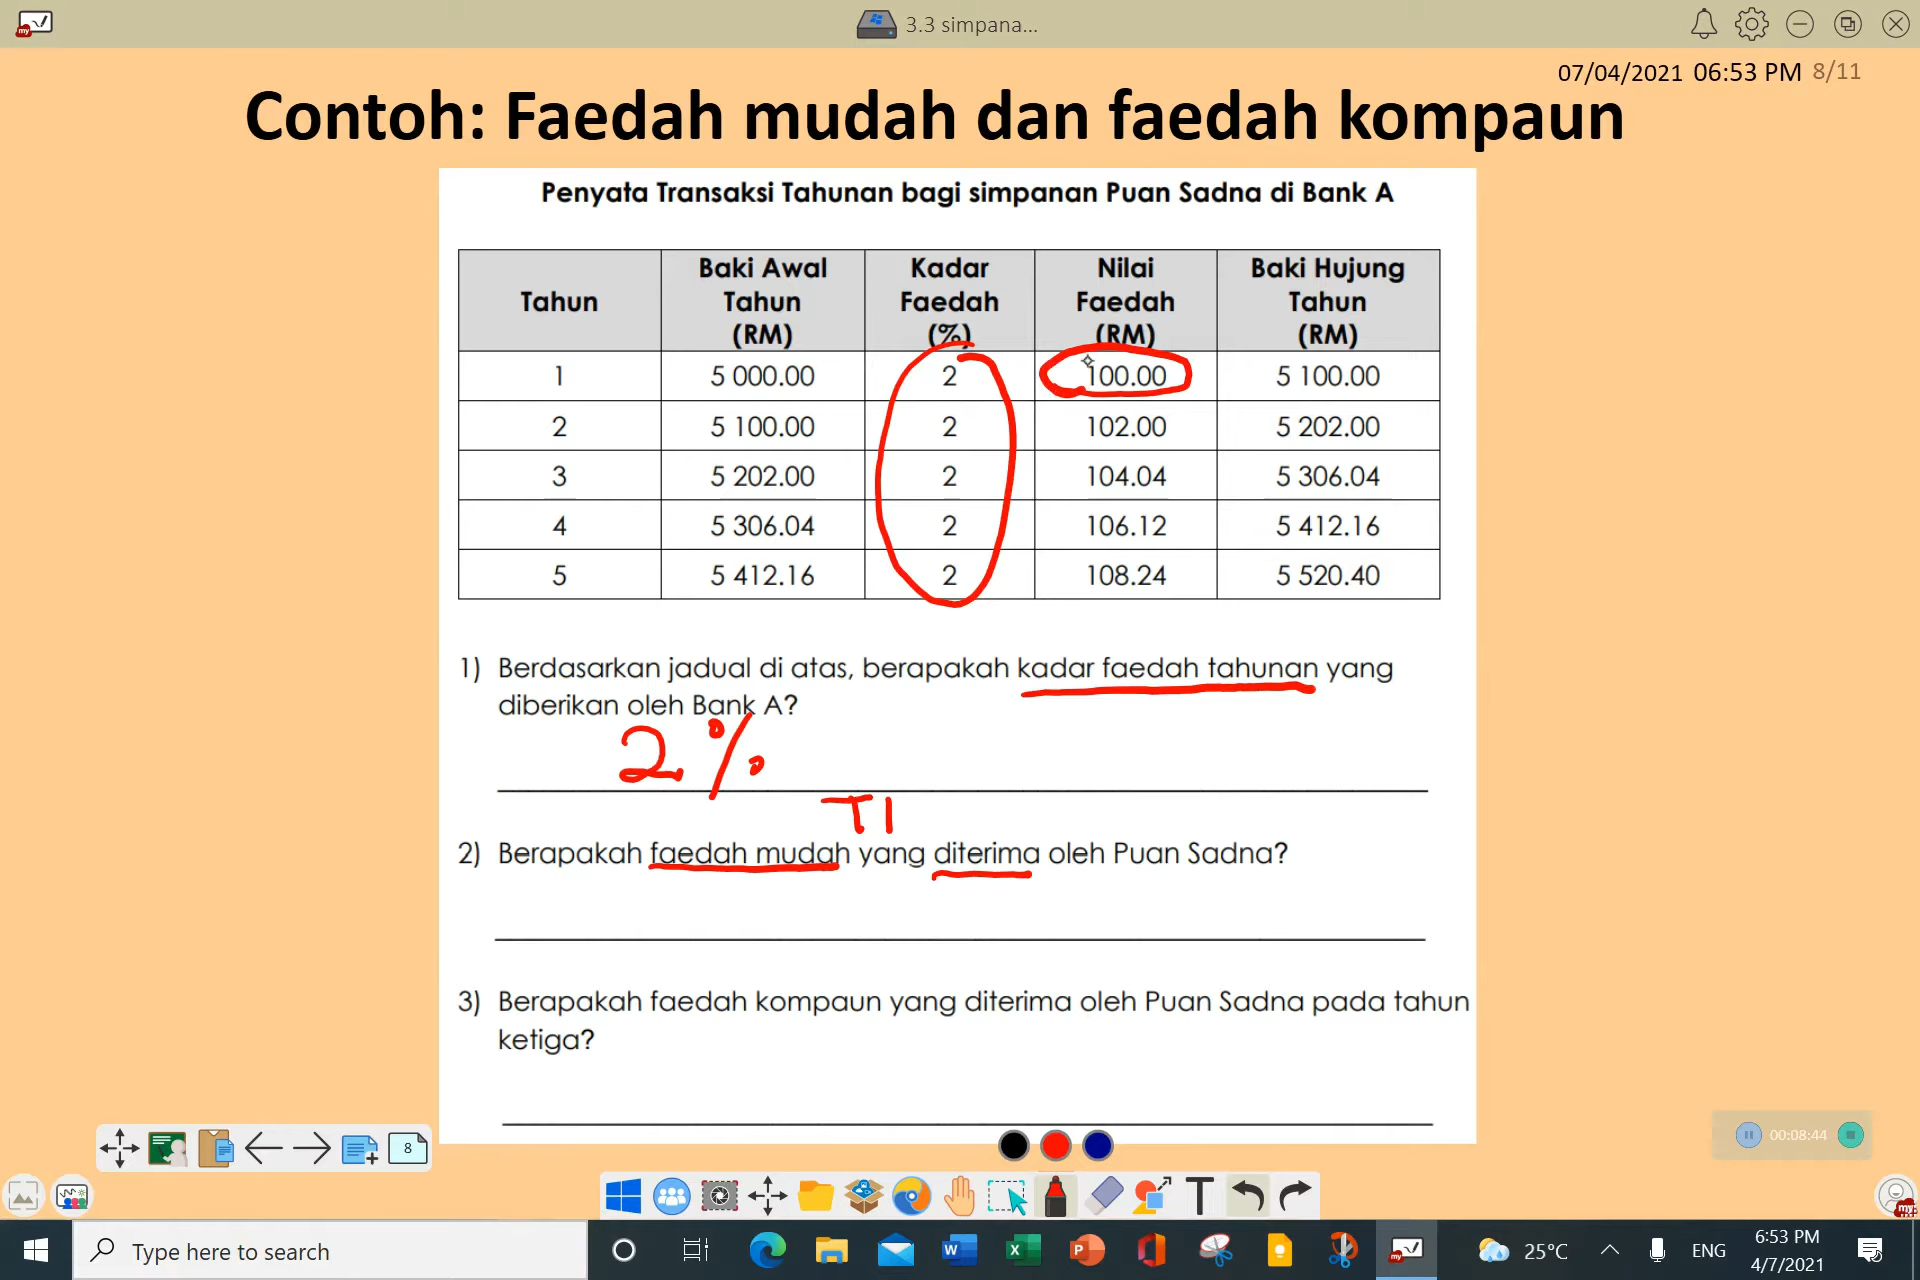 3.3 simpana...
07/04/2021 06:53 PM 8/11
Contoh: Faedah mudah dan faedah kompaun
Penyata Transaksi Tahunan bagi simpanan Puan Sadna di Bank A
Tahun Baki Awal Tahun (RM) Kadar Faedah (%) Nilai Faedah (RM) Baki Hujung Tahun (RM)
1 5 000.00 2 100.00 5 100.00
2 5 100.00 2 102.00 5 202.00
3 5 202.00 2 104.04 5 306.04
4 5 306.04 2 106.12 5 412.16
5 5 412.16 2 108.24 5 520.40
1) Berdasarkan jadual di atas, berapakah kadar faedah tahunan yang
diberikan oleh Bank A?
2%
T1
2) Berapakah faedah mudah yang diterima oleh Puan Sadna?
3) Berapakah faedah kompaun yang diterima oleh Puan Sadna pada tahun
ketiga?
8
00:08:44
Type here to search
25°C
ENG
6:53 PM
4/7/2021